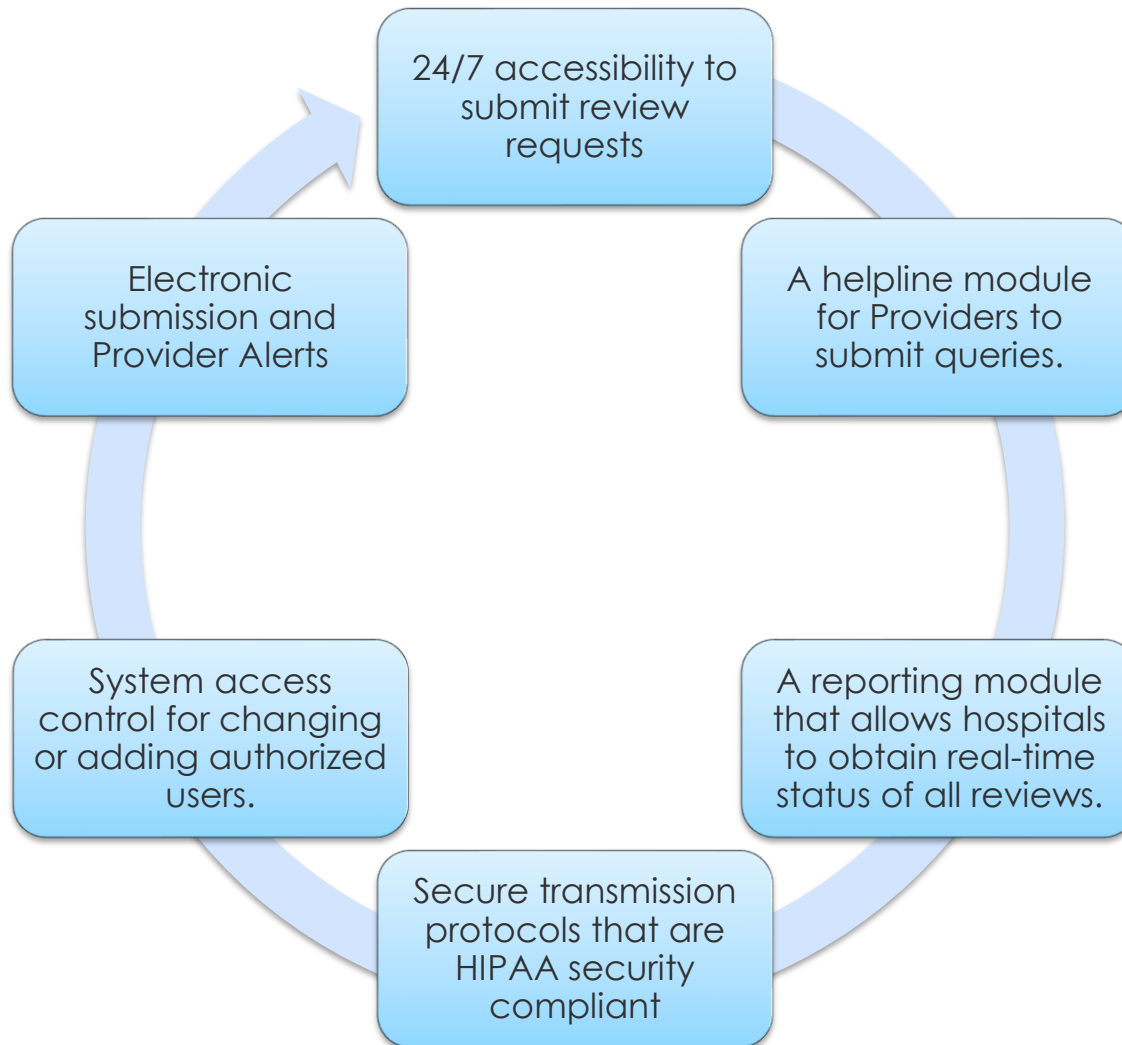 24/7 accessibility to
submit review
requests
A helpline module
for Providers to
submit queries.
A reporting module
that allows hospitals
to obtain real-time
status of all reviews.
Secure transmission
protocols that are
HIPAA security
compliant
System access
control for changing
or adding authorized
users.
Electronic
submission and
Provider Alerts